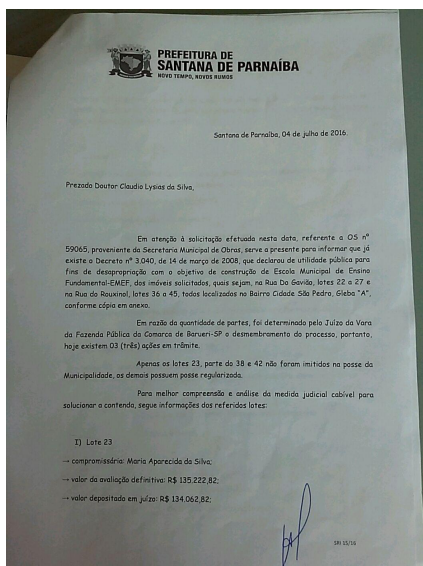 PREFEITURA DE
SANTANA DE PARNAÍBA
NOVO TEMPO, NOVOS RUMOS
Santana de Parnaíba, 04 de julho de 2016.
Prezado Doutor Claudio Lysias da Silva,
Em atenção à solicitação efetuada nesta data, referente a OS nº
59065, proveniente da Secretaria Municipal de Obras, serve a presente para informar que já
existe o Decreto nº 3.040, de 14 de março de 2008, que declarou de utilidade pública para
fins de desapropriação com o objetivo de construção de Escola Municipal de Ensino
Fundamental-EMEF, dos imóveis solicitados, quais sejam, na Rua Do Gavião, lotes 22 a 27 e
na Rua do Rouxinol, lotes 36 a 45, todos localizados no Bairro Cidade São Pedro, Gleba "A",
conforme cópia em anexo.
Em razão da quantidade de partes, foi determinado pelo Juízo da Vara
da Fazenda Pública da Comarca de Barueri-SP o desmembramento do processo, portanto,
hoje existem 03 (três) ações em trâmite.
Apenas os lotes 23, parte do 38 e 42 não foram imitidos na posse da
Municipalidade, os demais possuem posse regularizada.
Para melhor compreensão e análise da medida judicial cabível para
solucionar a contenda, segue informações dos referidos lotes:
I) Lote 23
→ compromissária: Maria Aparecida da Silva;
→ valor da avaliação definitiva: R$ 135.222,82;
→ valor depositado em juízo: R$ 134.062,82;
SRI 15/16